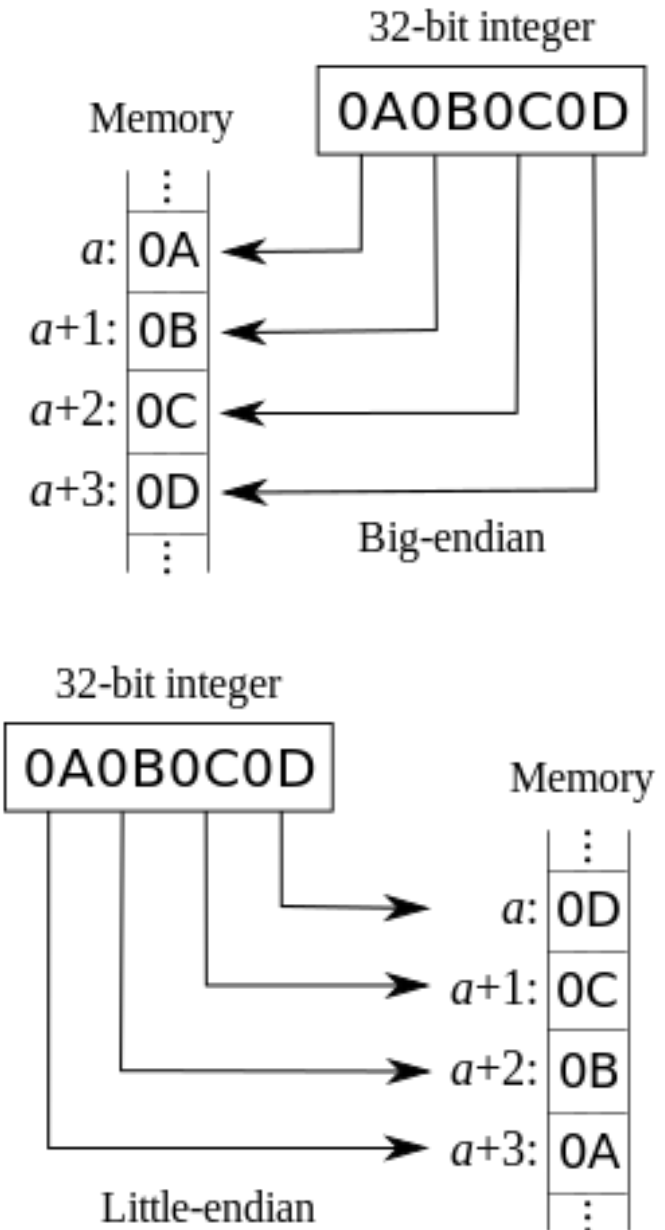 32-bit integer
0A0B0C0D
Memory
⋮
a: 0A
a+1: 0B
a+2: 0C
a+3: 0D
⋮
Big-endian
32-bit integer
0A0B0C0D
Memory
⋮
a: 0D
a+1: 0C
a+2: 0B
a+3: 0A
⋮
Little-endian